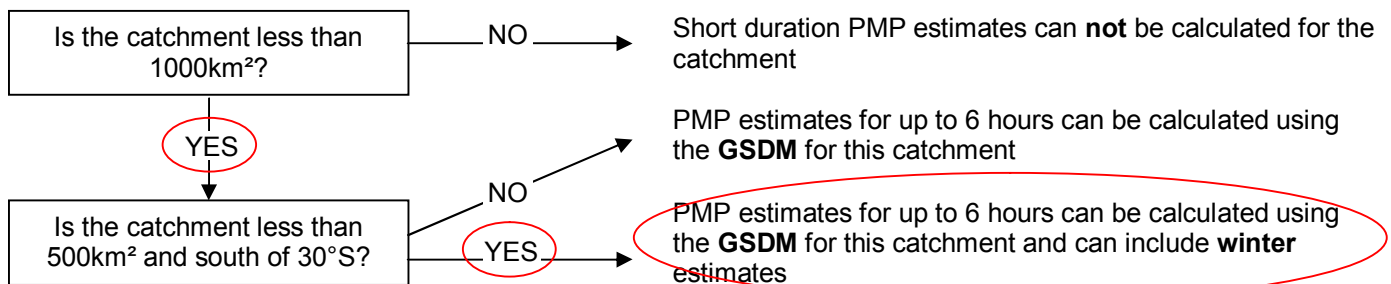 Is the catchment less than
1000km²?
NO
Short duration PMP estimates can not be calculated for the
catchment
YES
PMP estimates for up to 6 hours can be calculated using
the GSDM for this catchment
NO
Is the catchment less than
500km² and south of 30°S?
YES
PMP estimates for up to 6 hours can be calculated using
the GSDM for this catchment and can include winter
estimates